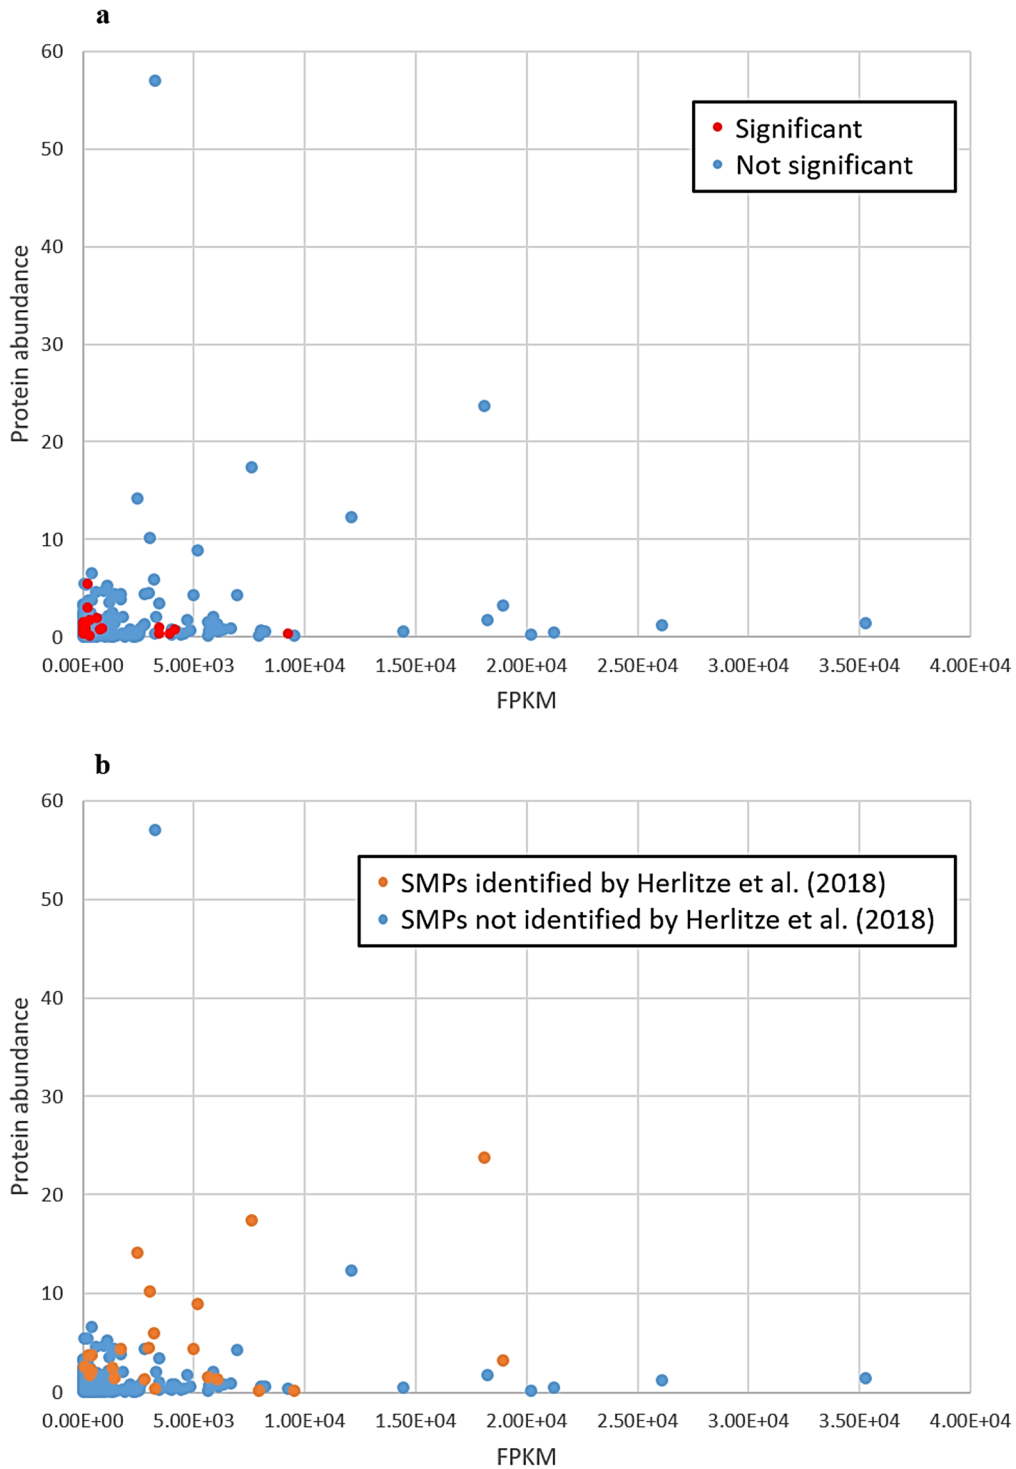 a
60
50
40
30
20
10
0
Protein abundance
Significant
Not significant
0.00E+00 5.00E+03 1.00E+04 1.50E+04 2.00E+04 2.50E+04 3.00E+04 3.50E+04 4.00E+04
FPKM
b
60
50
40
30
20
10
0
Protein abundance
SMPs identified by Herlitze et al. (2018)
SMPs not identified by Herlitze et al. (2018)
0.00E+00 5.00E+03 1.00E+04 1.50E+04 2.00E+04 2.50E+04 3.00E+04 3.50E+04 4.00E+04
FPKM